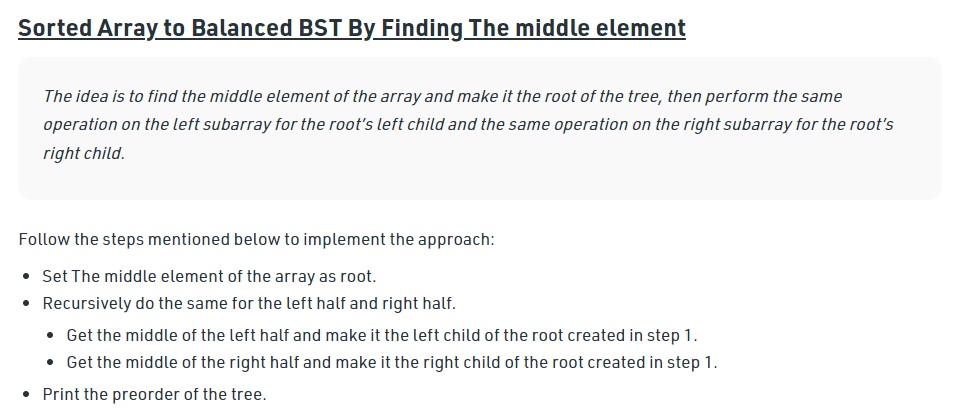 Sorted Array to Balanced BST By Finding The middle element
The idea is to find the middle element of the array and make it the root of the tree, then perform the same
operation on the left subarray for the root's left child and the same operation on the right subarray for the root's
right child.
Follow the steps mentioned below to implement the approach:
• Set The middle element of the array as root.
• Recursively do the same for the left half and right half.
• Get the middle of the left half and make it the left child of the root created in step 1.
• Get the middle of the right half and make it the right child of the root created in step 1.
• Print the preorder of the tree.